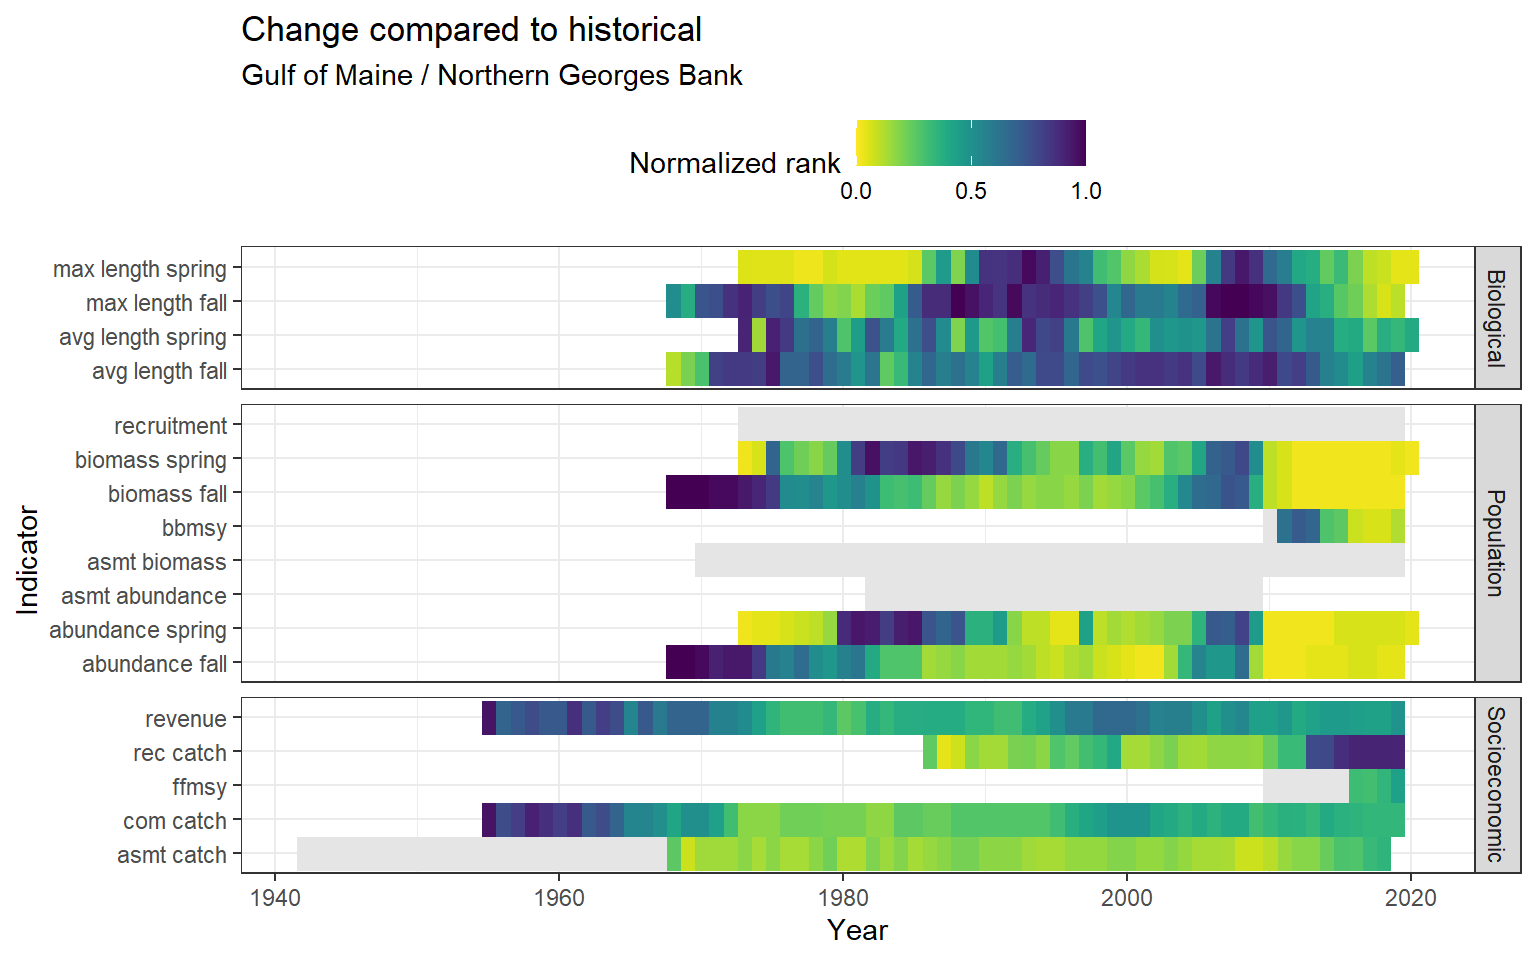 Change compared to historical
Gulf of Maine / Northern Georges Bank
Normalized rank
0.0 0.5 1.0
Indicator
max length spring
max length fall
avg length spring
avg length fall
Biological
recruitment
biomass spring
biomass fall
bbmsy
asmt biomass
asmt abundance
abundance spring
abundance fall
Population
revenue
rec catch
ffmsy
com catch
asmt catch
Socioeconomic
1940 1960 1980 2000 2020
Year